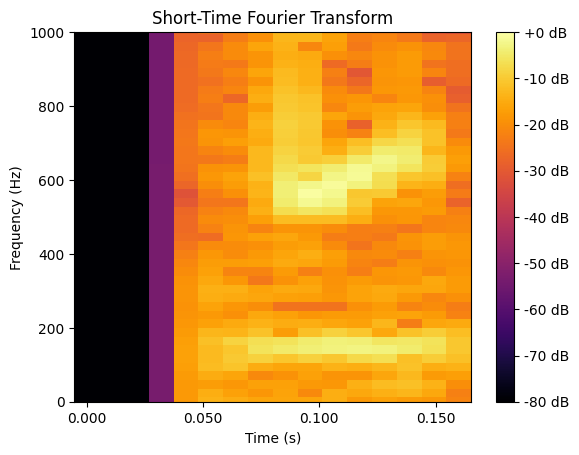 Short-Time Fourier Transform
1000
800
600
400
200
0
Frequency (Hz)
0.000
0.050
0.100
0.150
Time (s)
+0 dB
-10 dB
-20 dB
-30 dB
-40 dB
-50 dB
-60 dB
-70 dB
-80 dB